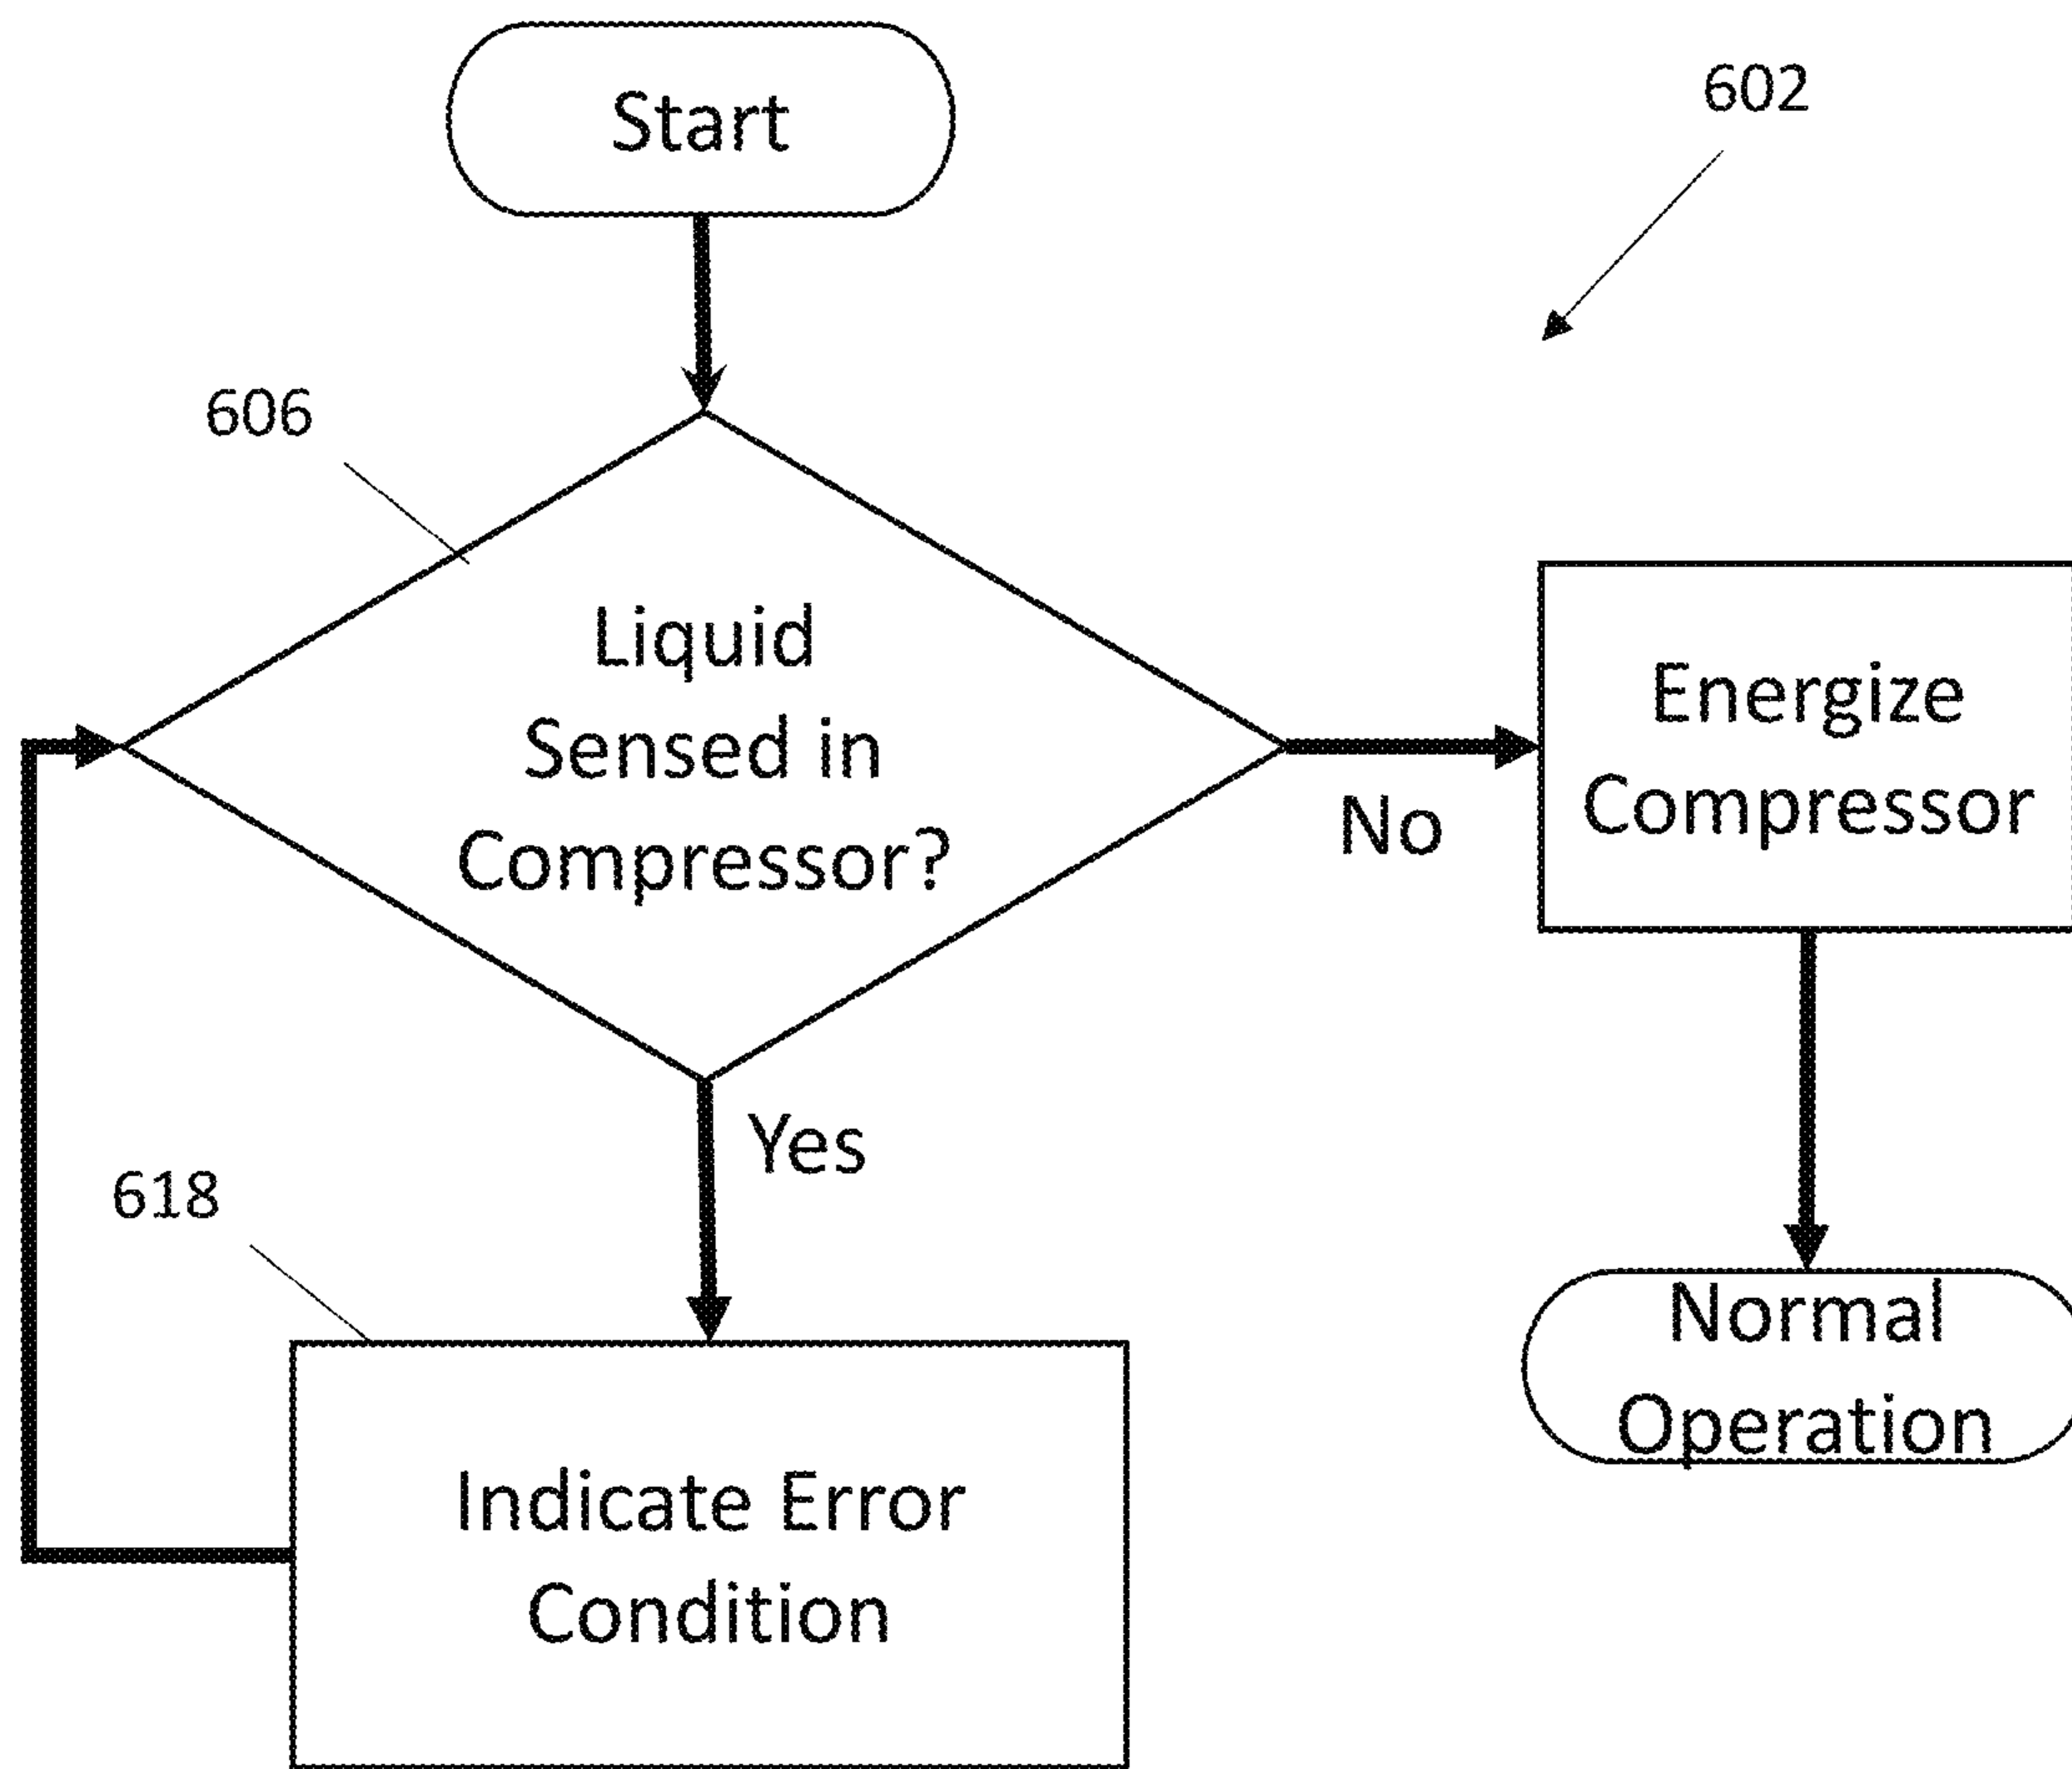 Start
602
606
Liquid
Sensed in
Compressor?
No
Energize
Compressor
Yes
618
Indicate Error
Condition
Normal
Operation